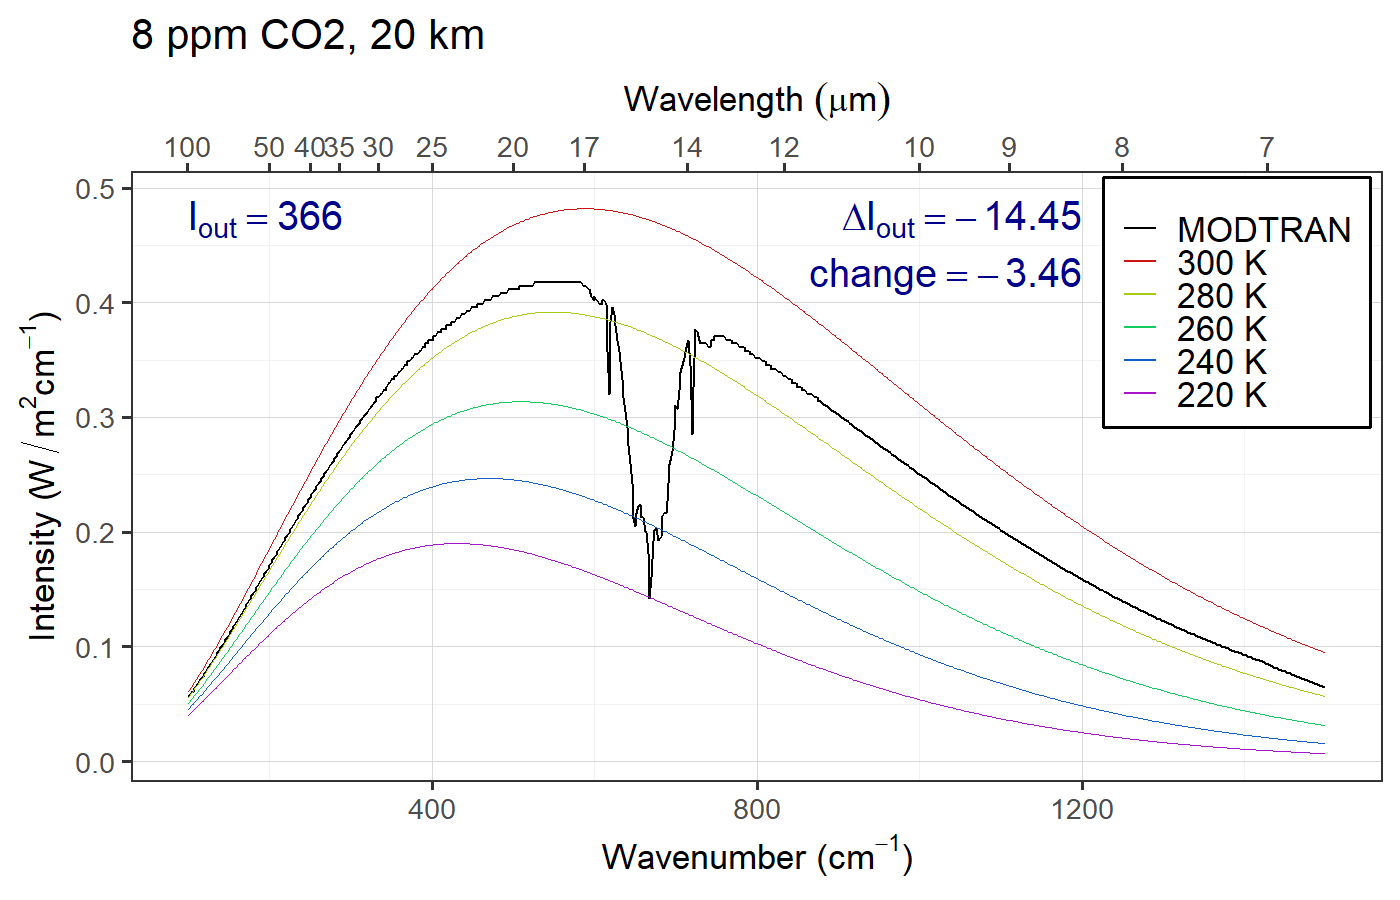 8 ppm CO2, 20 km
Wavelength (μm)
100 50 40 35 30 25 20 17 14 12 10 9 8 7
0.5
0.4
0.3
0.2
0.1
0.0
Intensity (W / m²cm⁻¹)
Iout = 366
ΔIout = − 14.45
change = − 3.46
MODTRAN
300 K
280 K
260 K
240 K
220 K
400 800 1200
Wavenumber (cm⁻¹)